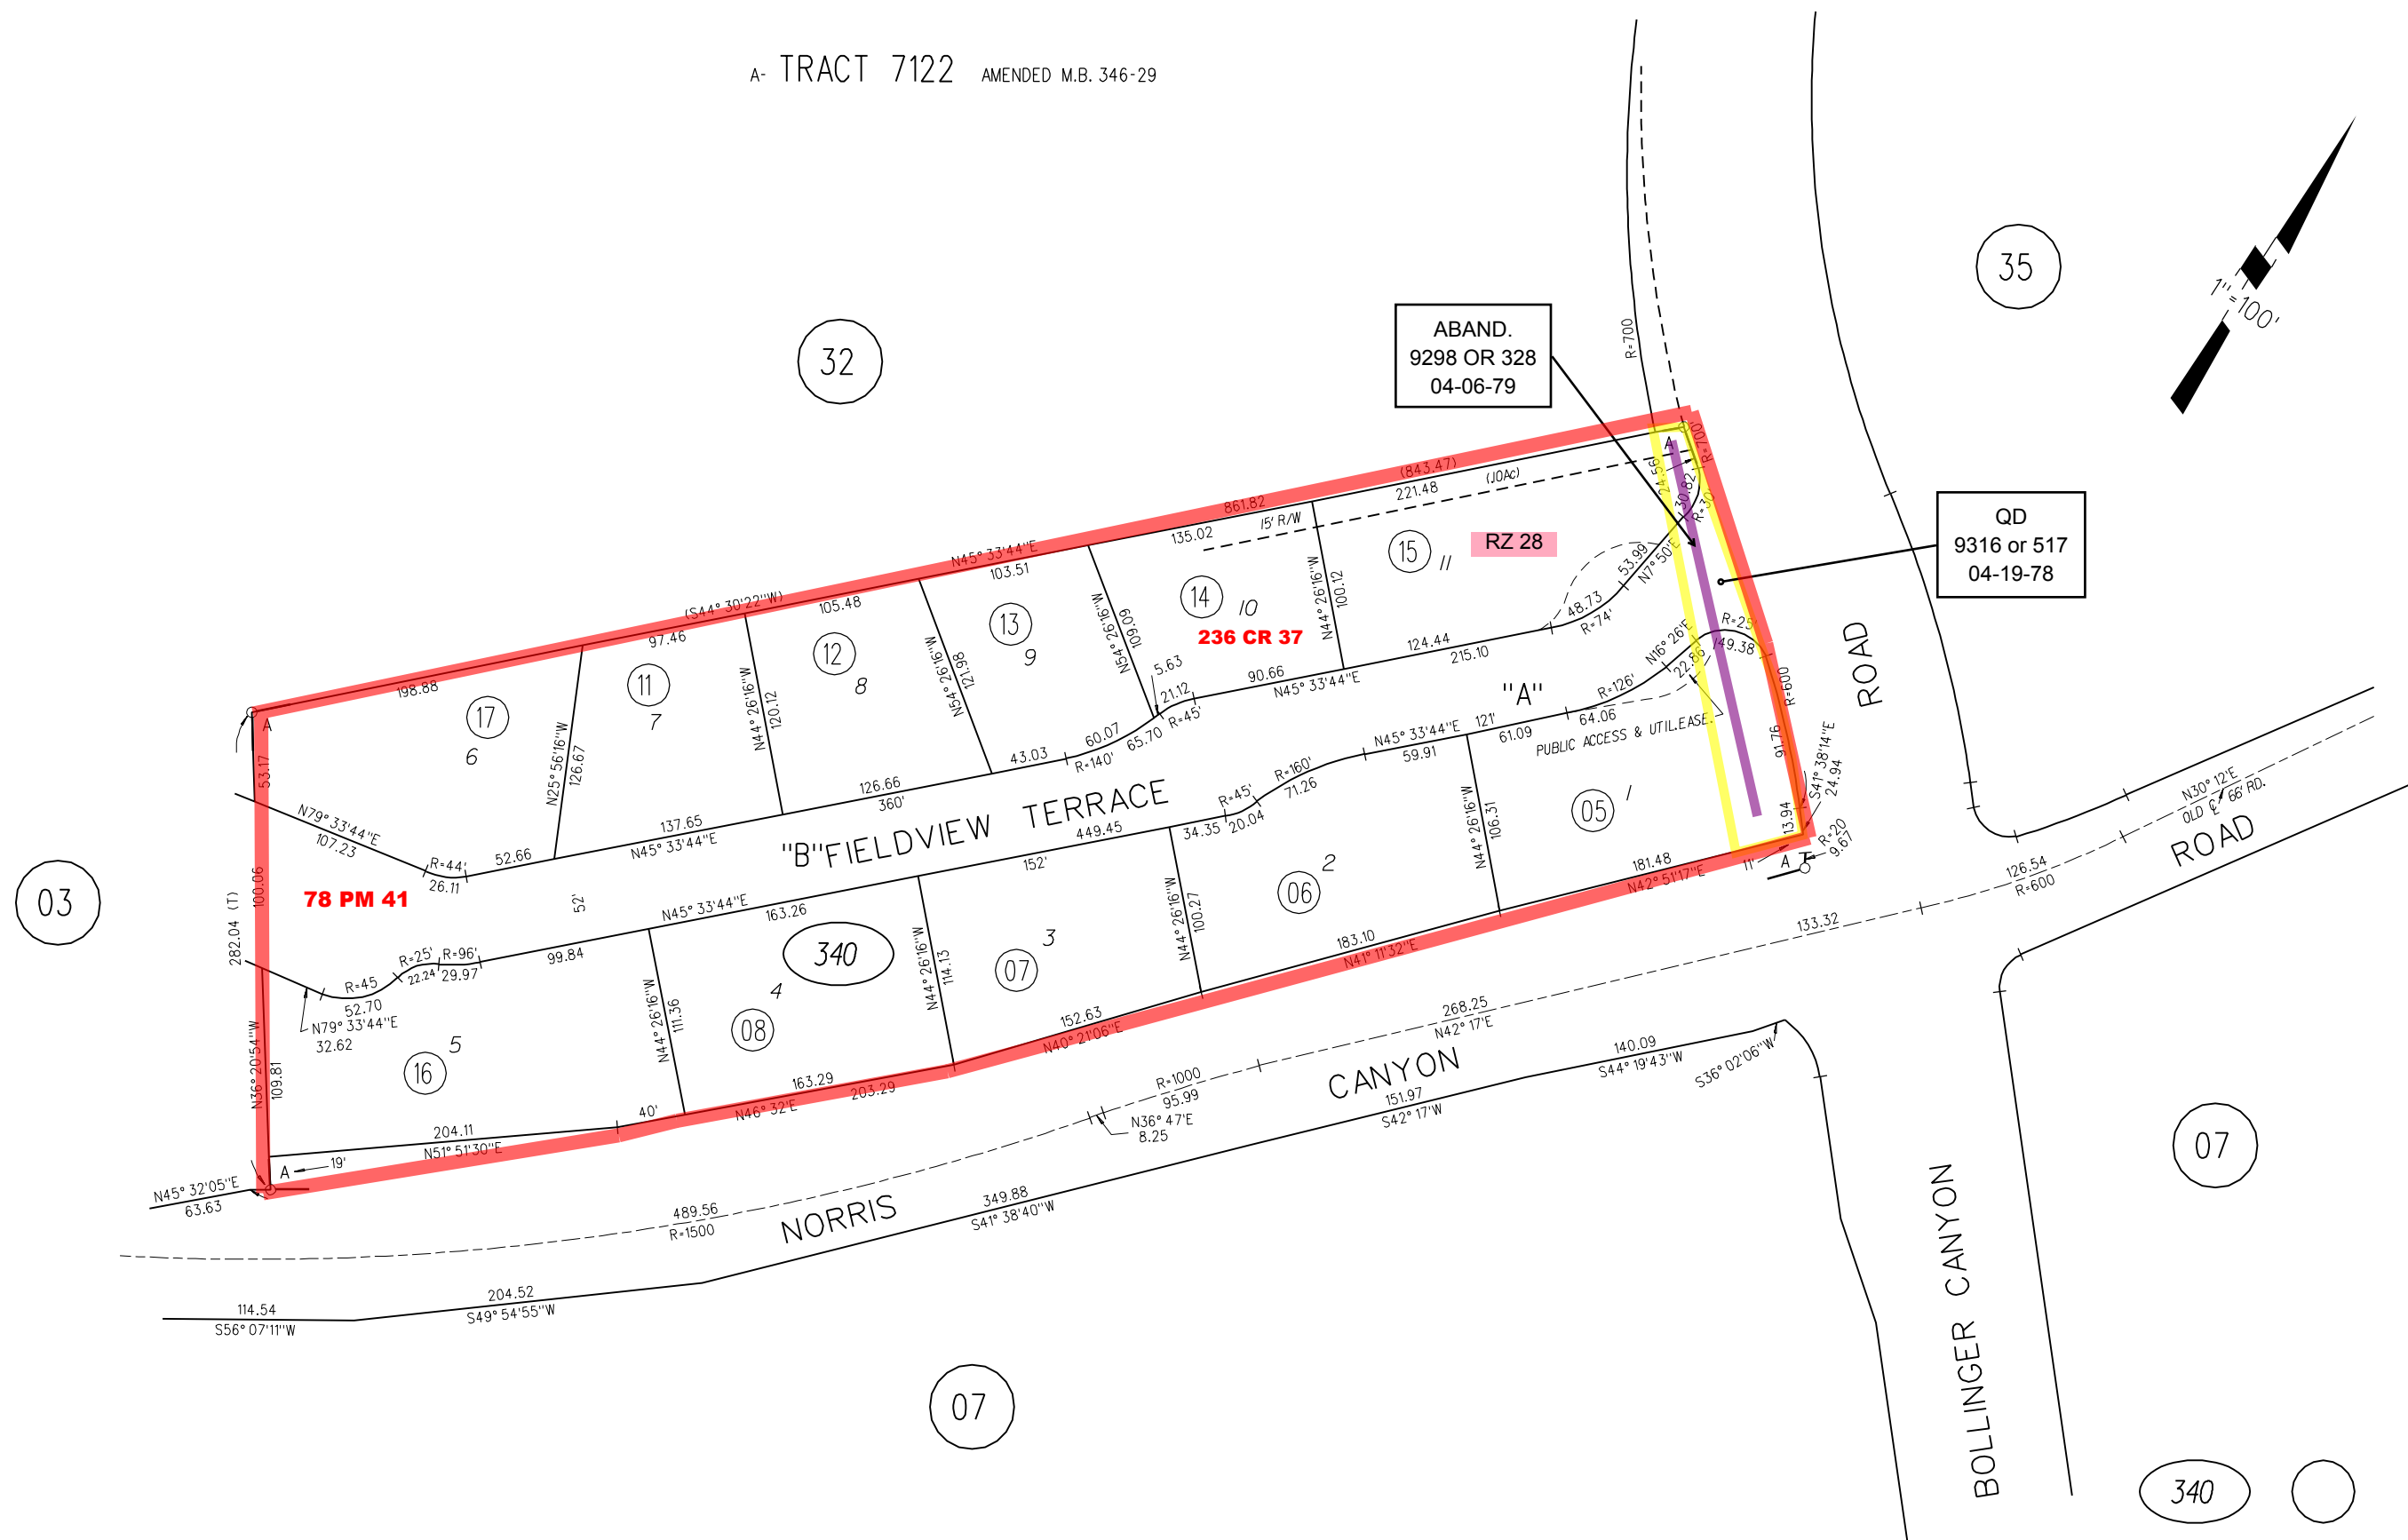 A- TRACT 7122 AMENDED M.B. 346-29
32
35
1"=100'
ABAND.
9298 OR 328
04-06-79
QD
9316 or 517
04-19-78
R=700
R=700'
A
24.56
30.82
R=30'
(843.47)
861.82
221.48
(.10Ac)
15' R/W
135.02
N45° 33'44"E
103.51
(S44° 30'22"W)
105.48
97.46
198.88
RZ 28
15
11
14
10
236 CR 37
13
9
12
8
11
7
17
6
N44° 26'16"W
100.12
N54° 26'16"W
109.09
N54° 26'16"W
121.98
N44° 26'16"W
120.12
N25° 56'16"W
126.67
53.99
N7° 50'E
48.73
R=74'
124.44
215.10
5.63
21.12
R=45'
90.66
N45° 33'44"E
60.07
65.70
R=140'
43.03
126.66
360'
137.65
N45° 33'44"E
52.66
R=44'
26.11
N79° 33'44"E
107.23
A
53.17
100.06
282.04 (T)
78 PM 41
03
52'
"B" FIELDVIEW TERRACE
"A"
R=25'
49.38
N16° 26'E
22.86
R=126'
64.06
PUBLIC ACCESS & UTIL.EASE.
R=600
91.76
S41° 38'14"E
24.94
13.94
R=20
9.67
11'
A
121'
61.09
N45° 33'44"E
59.91
R=160'
71.26
R=45'
20.04
34.35
449.45
152'
N45° 33'44"E
163.26
99.84
R=96'
29.97
R=25'
22.24
R=45
52.70
N79° 33'44"E
32.62
05
1
06
2
07
3
08
4
16
5
340
N44° 26'16"W
106.31
N44° 26'16"W
100.27
N44° 26'16"W
114.13
N44° 26'16"W
111.36
N36° 20'54"W
109.81
181.48
N42° 51'17"E
183.10
N41° 11'32"E
152.63
N40° 21'06"E
163.29
203.29
N46° 32'E
40'
204.11
N51° 51'30"E
A
19'
N45° 32'05"E
63.63
ROAD
N30° 12'E
OLD ℄ 66' RD.
ROAD
126.54
R=600
133.32
268.25
N42° 17'E
R=1000
95.99
N36° 47'E
8.25
489.56
R=1500
NORRIS
CANYON
140.09
S44° 19'43"W
S36° 02'06"W
151.97
S42° 17'W
349.88
S41° 38'40"W
204.52
S49° 54'55"W
114.54
S56° 07'11"W
07
07
BOLLINGER CANYON
340